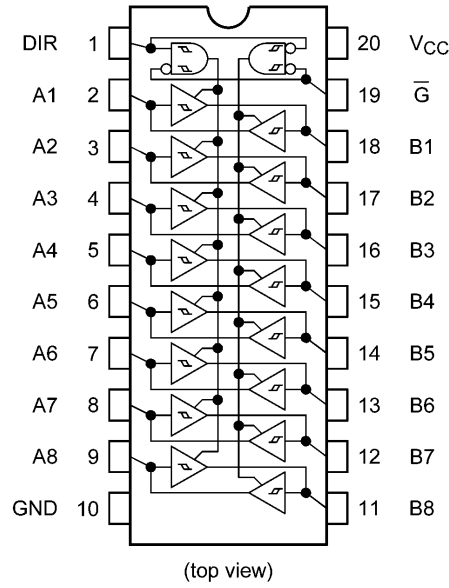 DIR 1 20 VCC
A1 2 19 G̅
A2 3 18 B1
A3 4 17 B2
A4 5 16 B3
A5 6 15 B4
A6 7 14 B5
A7 8 13 B6
A8 9 12 B7
GND 10 11 B8
(top view)